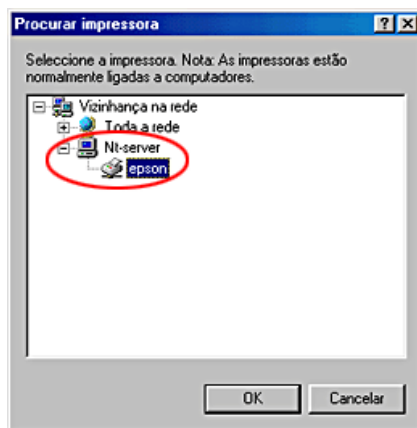 Procurar impressora
Seleccione a impressora. Nota: As impressoras estão
normalmente ligadas a computadores.
Vizinhança na rede
Toda a rede
Nt-server
epson
OK Cancelar